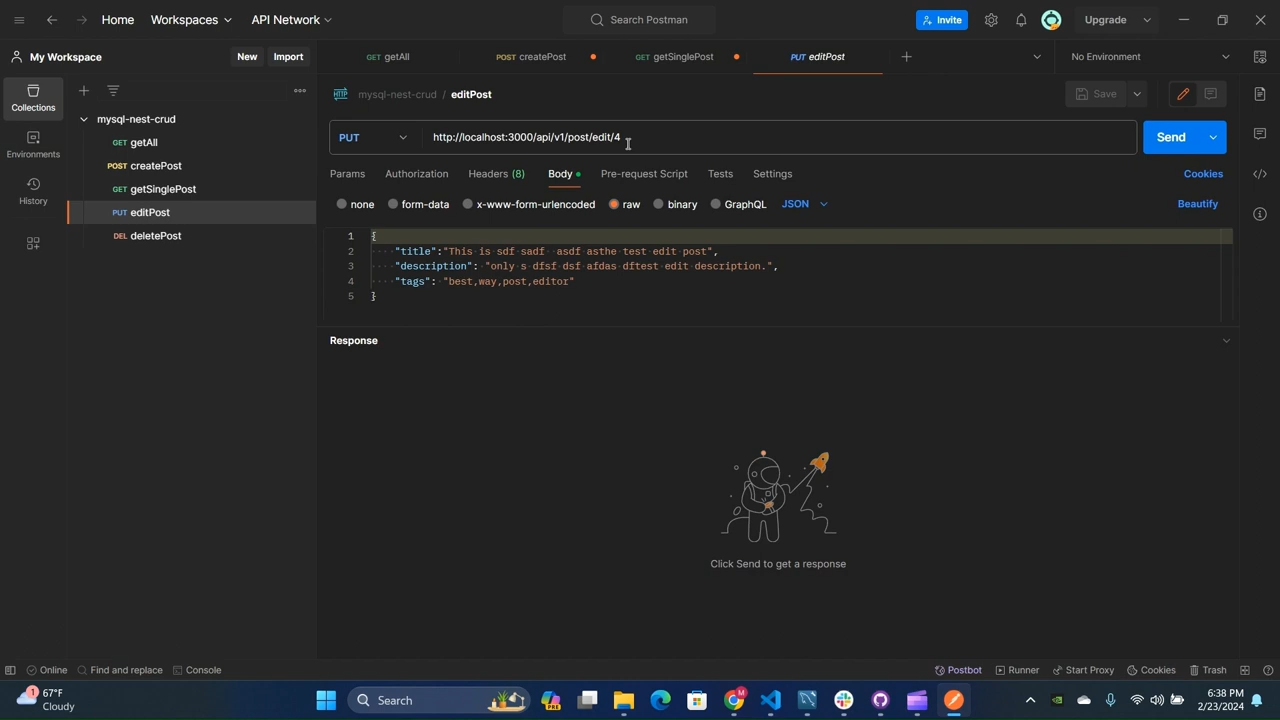 Home
Workspaces
API Network
Search Postman
Invite
Upgrade
My Workspace
New
Import
GET getAll
POST createPost
GET getSinglePost
PUT editPost
No Environment
Collections
Environments
History
mysql-nest-crud
GET getAll
POST createPost
GET getSinglePost
PUT editPost
DEL deletePost
HTTP
mysql-nest-crud / editPost
Save
PUT
http://localhost:3000/api/v1/post/edit/4
Send
Params
Authorization
Headers (8)
Body
Pre-request Script
Tests
Settings
Cookies
none
form-data
x-www-form-urlencoded
raw
binary
GraphQL
JSON
Beautify
1 {
2 "title":"This is sdf sadf  asdf asthe test edit post",
3 "description": "only s dfsf dsf afdas dftest edit description.",
4 "tags": "best,way,post,editor"
5 }
Response
Click Send to get a response
Online
Find and replace
Console
Postbot
Runner
Start Proxy
Cookies
Trash
1
67°F
Cloudy
Search
PRE
M
6:38 PM
2/23/2024